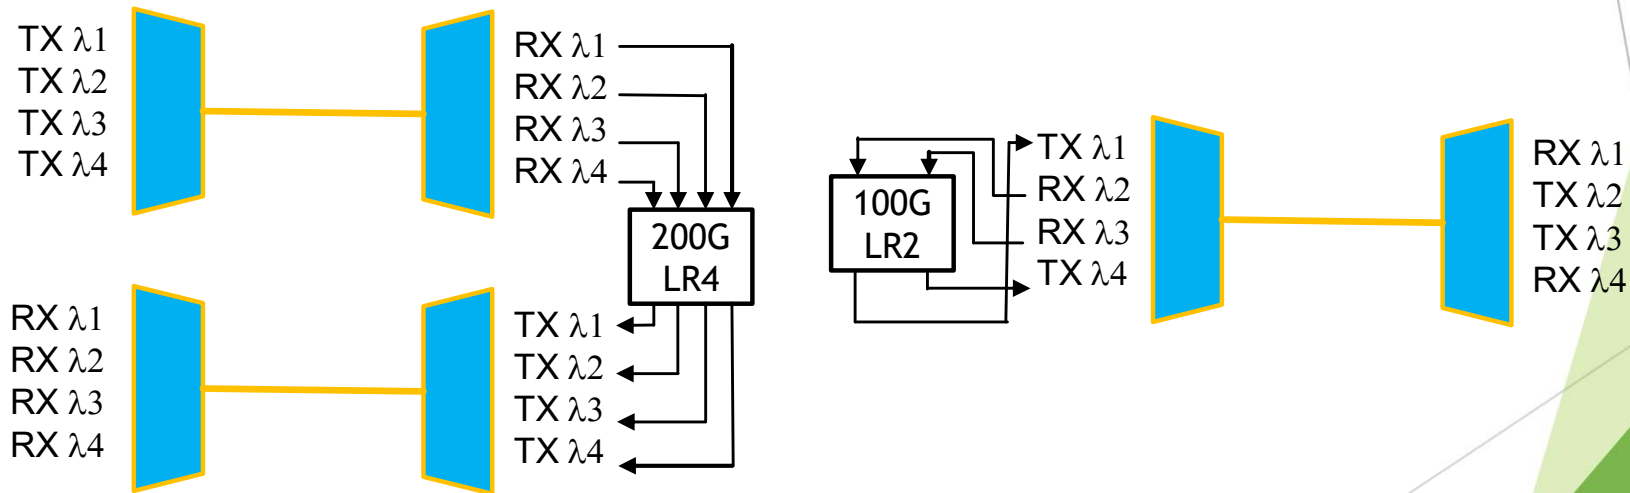 TX λ1
TX λ2
TX λ3
TX λ4
RX λ1
RX λ2
RX λ3
RX λ4
200G
LR4
RX λ1
RX λ2
RX λ3
RX λ4
TX λ1
TX λ2
TX λ3
TX λ4
100G
LR2
TX λ1
RX λ2
RX λ3
TX λ4
RX λ1
TX λ2
TX λ3
RX λ4